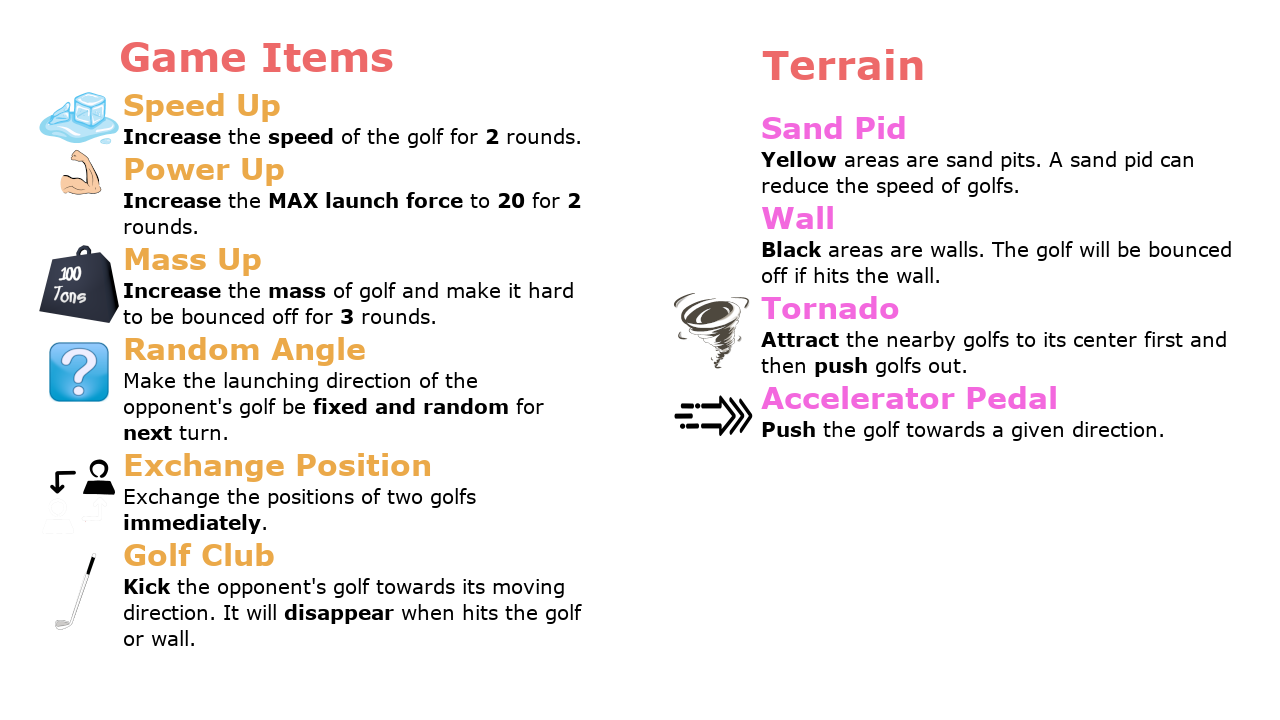 Game Items
Speed Up
Increase the speed of the golf for 2 rounds.
Power Up
Increase the MAX launch force to 20 for 2
rounds.
100
Tons
Mass Up
Increase the mass of golf and make it hard
to be bounced off for 3 rounds.
?
Random Angle
Make the launching direction of the
opponent's golf be fixed and random for
next turn.
Exchange Position
Exchange the positions of two golfs
immediately.
Golf Club
Kick the opponent's golf towards its moving
direction. It will disappear when hits the golf
or wall.
Terrain
Sand Pid
Yellow areas are sand pits. A sand pid can
reduce the speed of golfs.
Wall
Black areas are walls. The golf will be bounced
off if hits the wall.
Tornado
Attract the nearby golfs to its center first and
then push golfs out.
Accelerator Pedal
Push the golf towards a given direction.